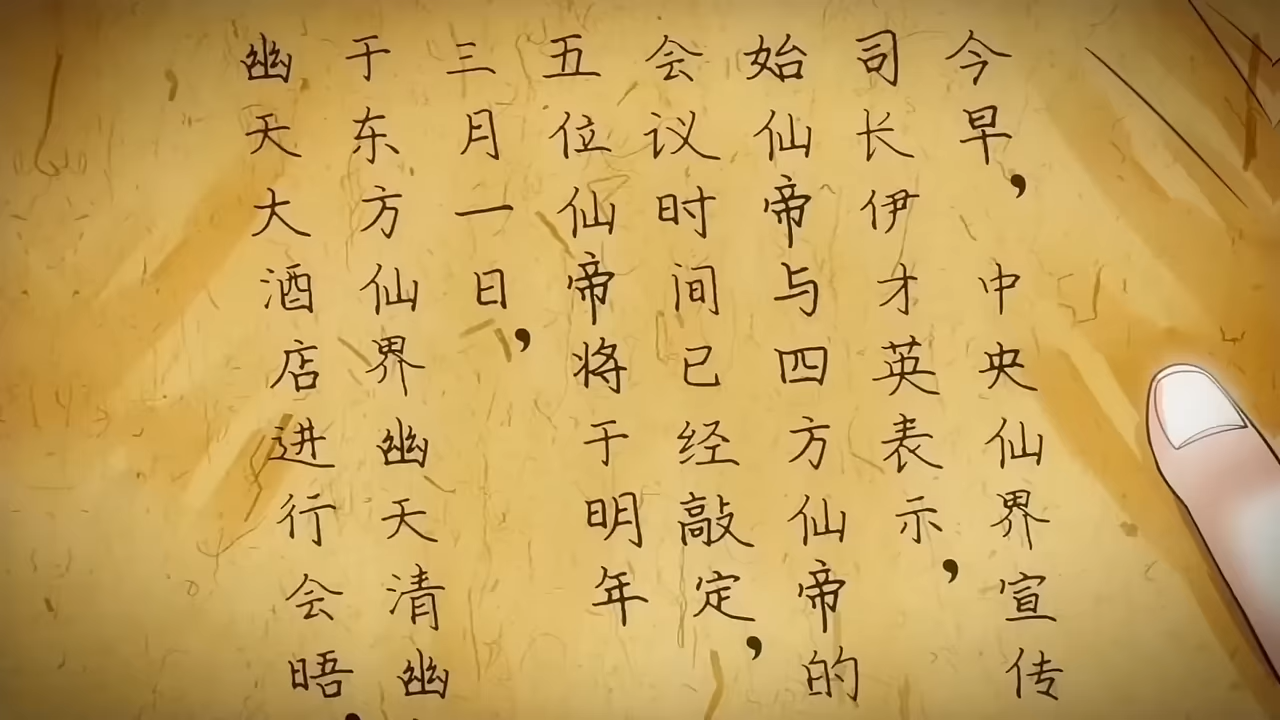 今早，中央仙界宣传
司长伊才英表示，
始仙帝与四方仙帝的
会议时间已经敲定，
五位仙帝将于明年
三月一日，
于东方仙界幽天清幽
幽天大酒店进行会晤，